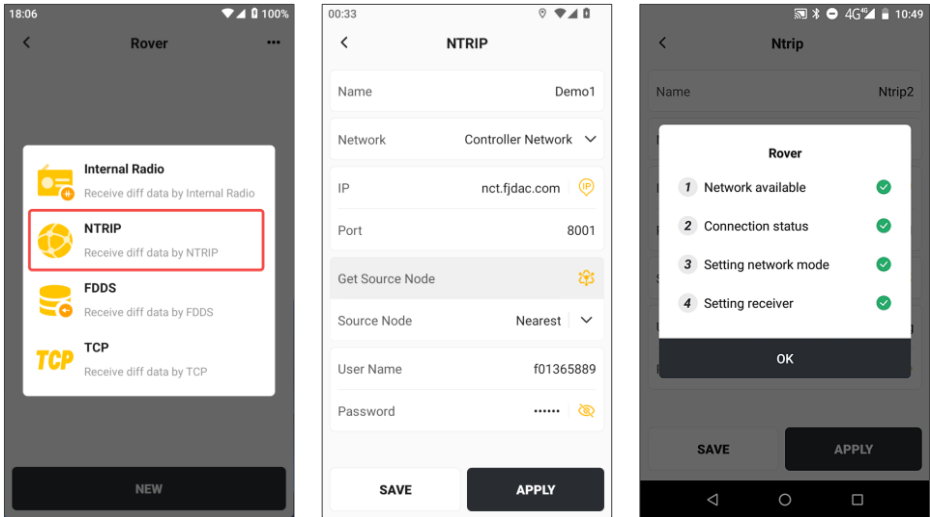 18:06
100%
Rover
Internal Radio
Receive diff data by Internal Radio
NTRIP
Receive diff data by NTRIP
FDDS
Receive diff data by FDDS
TCP
TCP
Receive diff data by TCP
NEW
00:33
NTRIP
Name Demo1
Network Controller Network
IP nct.fjdac.com IP
Port 8001
Get Source Node
Source Node Nearest
User Name f01365889
Password ••••••
SAVE APPLY
4G 4G 10:49
Ntrip
Name Ntrip2
Rover
1 Network available
2 Connection status
3 Setting network mode
4 Setting receiver
OK
SAVE APPLY